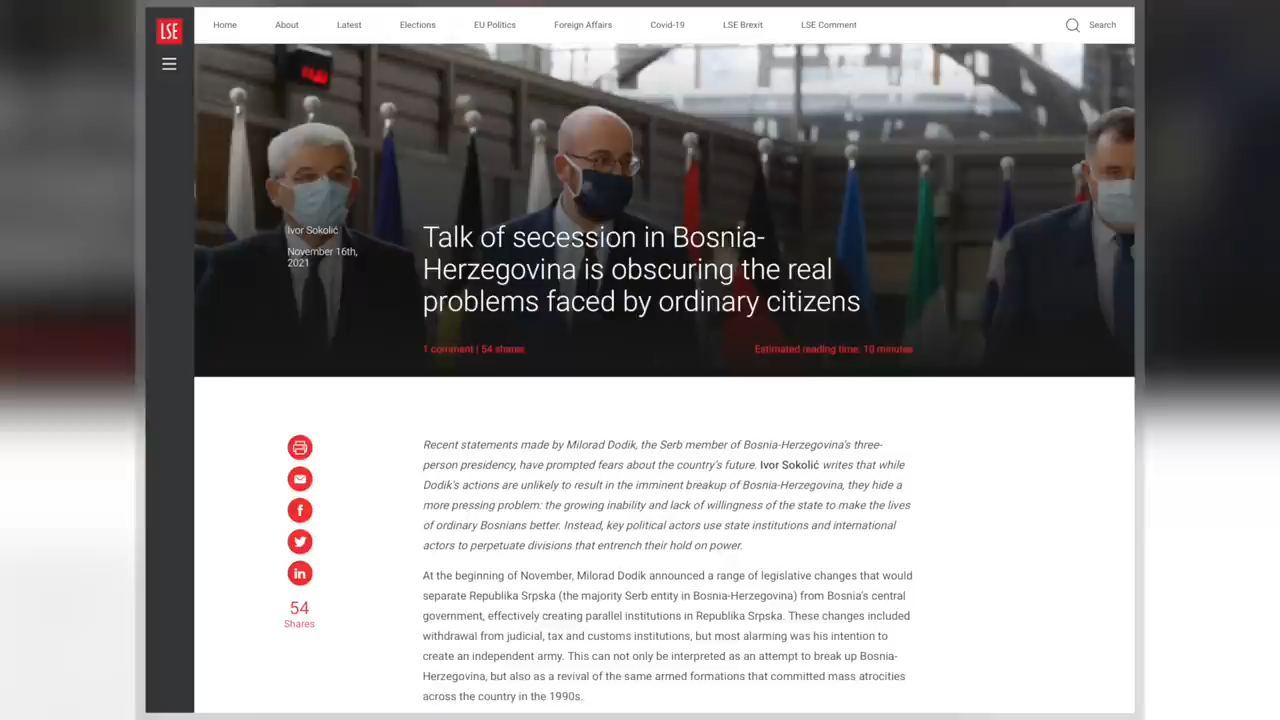 LSE
Home About Latest Elections EU Politics Foreign Affairs Covid-19 LSE Brexit LSE Comment Search
Ivor Sokolić
November 16th,
2021
Talk of secession in Bosnia-
Herzegovina is obscuring the real
problems faced by ordinary citizens
1 comment | 54 shares
Estimated reading time: 10 minutes
Recent statements made by Milorad Dodik, the Serb member of Bosnia-Herzegovina's three-
person presidency, have prompted fears about the country's future. Ivor Sokolić writes that while
Dodik's actions are unlikely to result in the imminent breakup of Bosnia-Herzegovina, they hide a
more pressing problem: the growing inability and lack of willingness of the state to make the lives
of ordinary Bosnians better. Instead, key political actors use state institutions and international
actors to perpetuate divisions that entrench their hold on power.
54
Shares
At the beginning of November, Milorad Dodik announced a range of legislative changes that would
separate Republika Srpska (the majority Serb entity in Bosnia-Herzegovina) from Bosnia's central
government, effectively creating parallel institutions in Republika Srpska. These changes included
withdrawal from judicial, tax and customs institutions, but most alarming was his intention to
create an independent army. This can not only be interpreted as an attempt to break up Bosnia-
Herzegovina, but also as a revival of the same armed formations that committed mass atrocities
across the country in the 1990s.